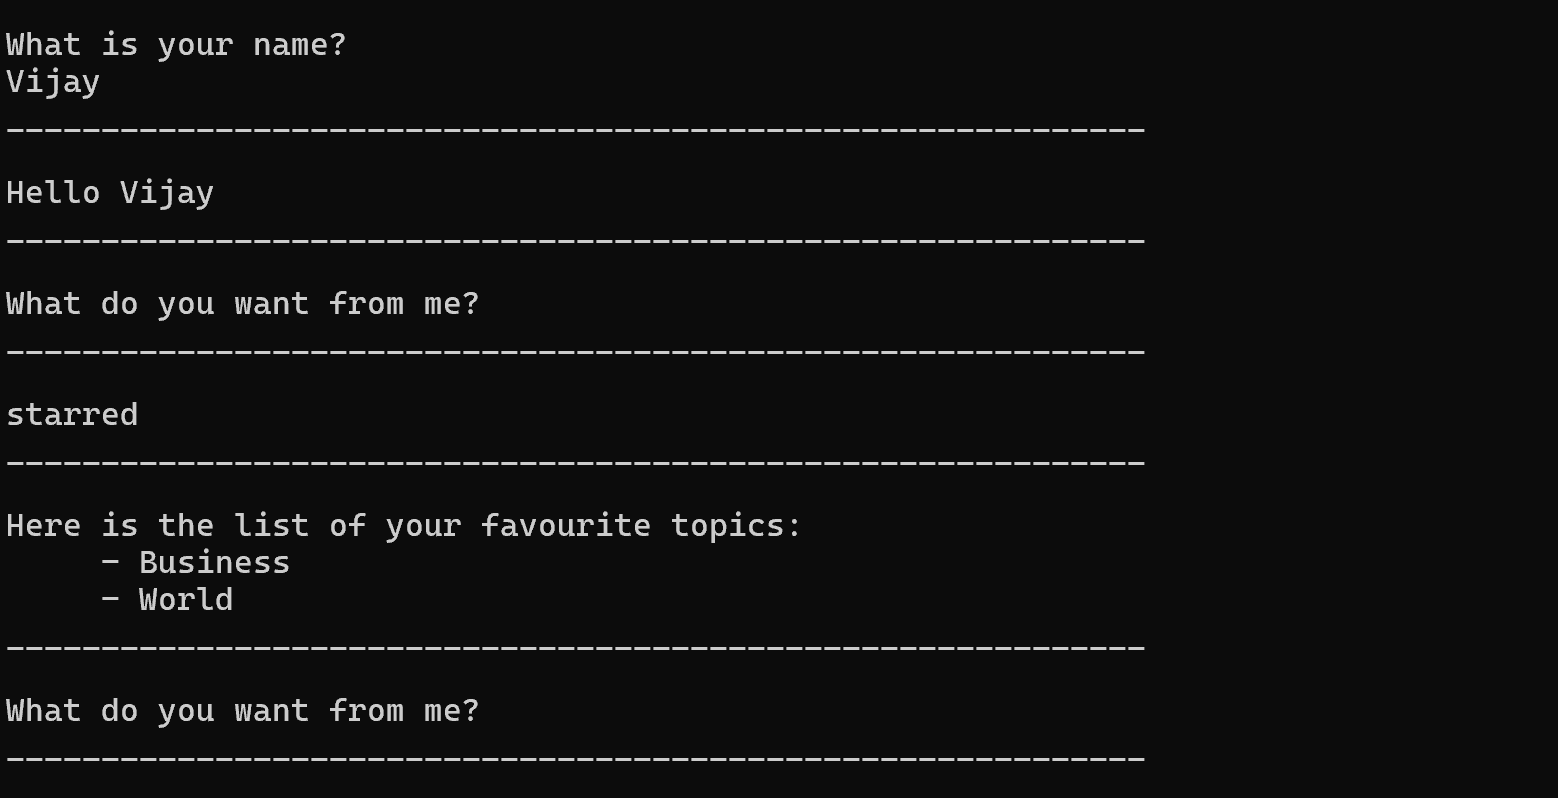 What is your name?
Vijay
------------------------------------------------------------
Hello Vijay
------------------------------------------------------------
What do you want from me?
------------------------------------------------------------
starred
------------------------------------------------------------
Here is the list of your favourite topics:
     - Business
     - World
------------------------------------------------------------
What do you want from me?
------------------------------------------------------------